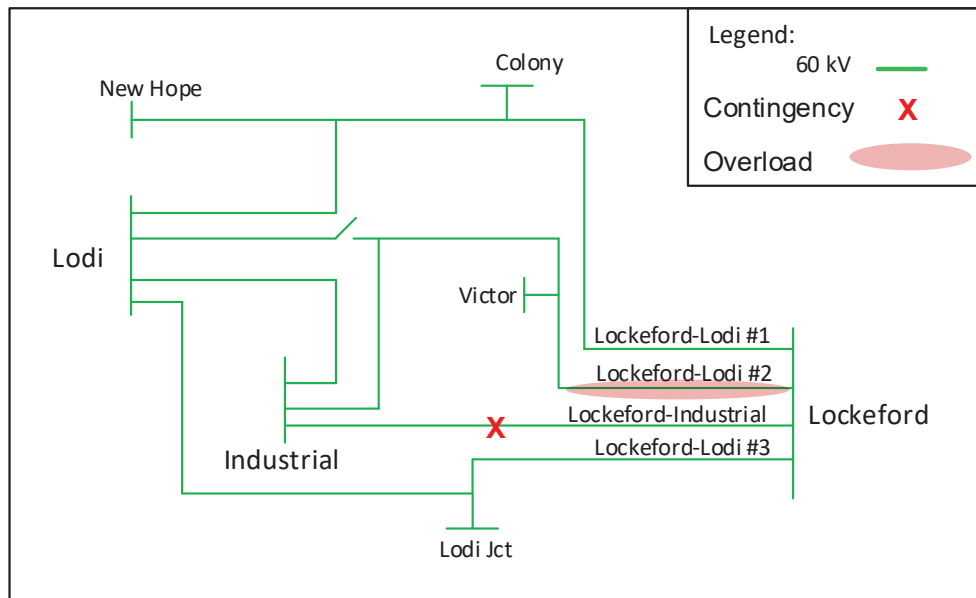 Legend:
60 kV
Contingency X
Overload
New Hope
Colony
Lodi
Victor
Lockeford-Lodi #1
Lockeford-Lodi #2
Lockeford-Industrial
Lockeford
X
Industrial
Lockeford-Lodi #3
Lodi Jct